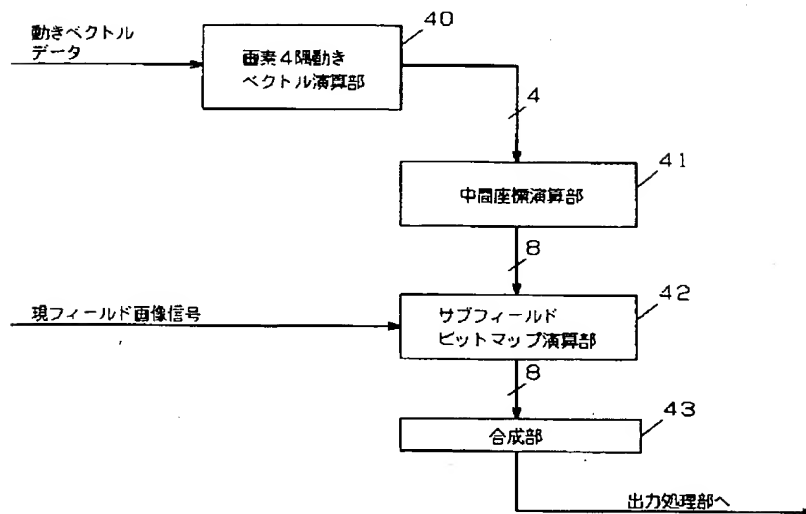 動きベクトル
データ
40
画素4隅動き
ベクトル演算部
4
41
中間座標演算部
8
現フィールド画像信号
42
サブフィールド
ビットマップ演算部
8
43
合成部
出力処理部へ